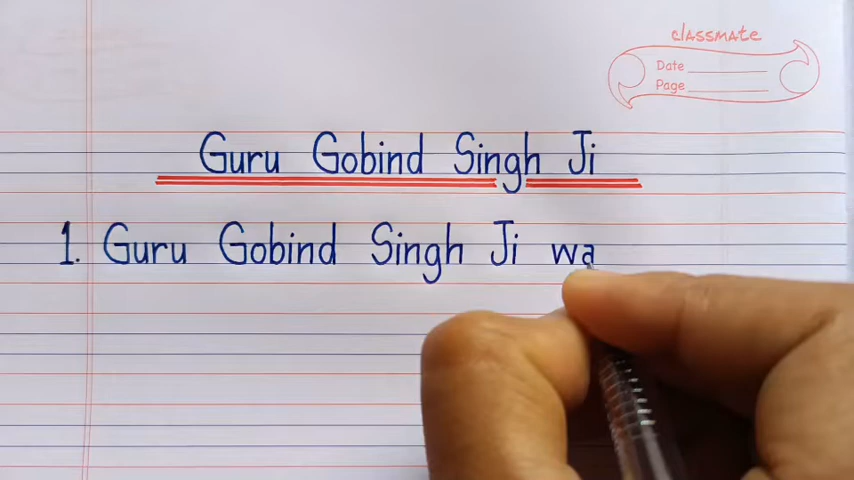 classmate
Date
Page
Guru Gobind Singh Ji
1. Guru Gobind Singh Ji wa